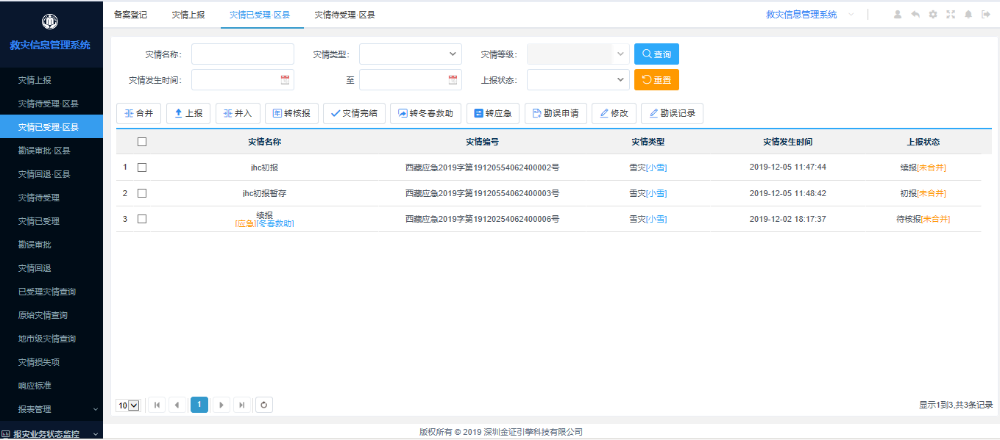 备案登记 灾情上报 灾情已受理·区县 灾情待受理·区县 救灾信息管理系统
救灾信息管理系统
灾情上报
灾情待受理·区县
灾情已受理·区县
勘误审批·区县
灾情回退·区县
灾情待受理
灾情已受理
勘误审批
灾情回退
已受理灾情查询
原始灾情查询
地市级灾情查询
灾情损失项
响应标准
报表管理
报灾业务状态监控
灾情名称: 灾情类型: 灾情等级: 查询
灾情发生时间: 至 上报状态: 重置
合并 上报 并入 转核报 灾情完结 转冬春救助 转应急 勘误申请 修改 勘误记录
灾情名称 灾情编号 灾情类型 灾情发生时间 上报状态
1 jhc初报 西藏应急2019字第19120554062400002号 雪灾[小雪] 2019-12-05 11:47:44 续报[未合并]
2 jhc初报暂存 西藏应急2019字第19120554062400003号 雪灾[小雪] 2019-12-05 11:48:42 初报[未合并]
3 续报 西藏应急2019字第19120254062400006号 雪灾[小雪] 2019-12-02 18:17:37 待核报[未合并]
[应急][冬春救助]
10 1 显示1到3,共3条记录
版权所有 © 2019 深圳金证引擎科技有限公司